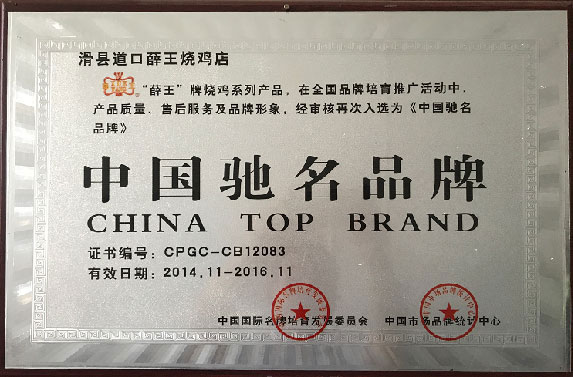 滑县道口薛王烧鸡店
“薛王”牌烧鸡系列产品，在全国品牌培育推广活动中，
产品质量、售后服务及品牌形象，经审核再次入选为《中国驰名
品牌》
中国驰名品牌
CHINA TOP BRAND
证书编号：CPGC-CB12083
有效日期：2014.11-2016.11
中国国际名牌培育发展委员会 中国市场品牌统计中心